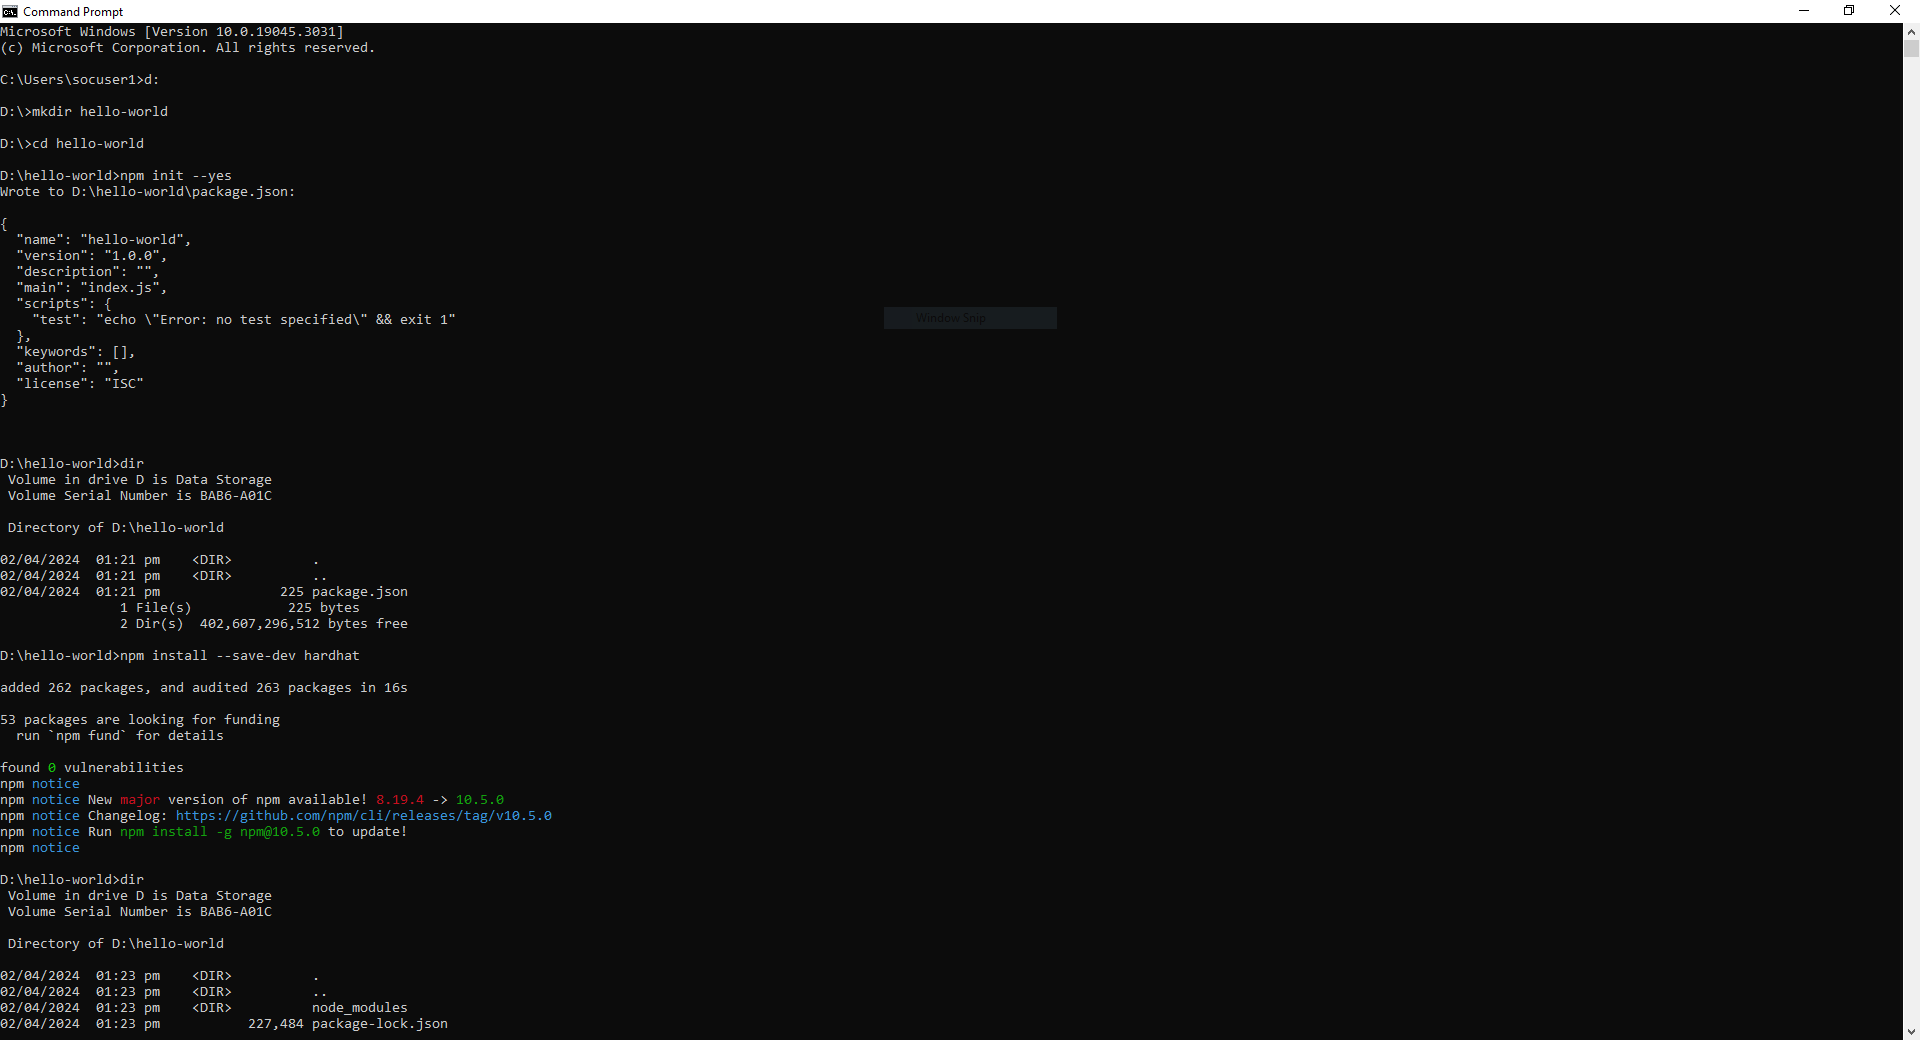 Command Prompt
Microsoft Windows [Version 10.0.19045.3031]
(c) Microsoft Corporation. All rights reserved.
C:\Users\socuser1>d:
D:\>mkdir hello-world
D:\>cd hello-world
D:\hello-world>npm init --yes
Wrote to D:\hello-world\package.json:
{
  "name": "hello-world",
  "version": "1.0.0",
  "description": "",
  "main": "index.js",
  "scripts": {
    "test": "echo \"Error: no test specified\" && exit 1"
  },
  "keywords": [],
  "author": "",
  "license": "ISC"
}
Window Snip
D:\hello-world>dir
 Volume in drive D is Data Storage
 Volume Serial Number is BAB6-A01C
 Directory of D:\hello-world
02/04/2024  01:21 pm    <DIR>          .
02/04/2024  01:21 pm    <DIR>          ..
02/04/2024  01:21 pm               225 package.json
               1 File(s)            225 bytes
               2 Dir(s)  402,607,296,512 bytes free
D:\hello-world>npm install --save-dev hardhat
added 262 packages, and audited 263 packages in 16s
53 packages are looking for funding
  run `npm fund` for details
found 0 vulnerabilities
npm notice
npm notice New major version of npm available! 8.19.4 -> 10.5.0
npm notice Changelog: https://github.com/npm/cli/releases/tag/v10.5.0
npm notice Run npm install -g npm@10.5.0 to update!
npm notice
D:\hello-world>dir
 Volume in drive D is Data Storage
 Volume Serial Number is BAB6-A01C
 Directory of D:\hello-world
02/04/2024  01:23 pm    <DIR>          .
02/04/2024  01:23 pm    <DIR>          ..
02/04/2024  01:23 pm    <DIR>          node_modules
02/04/2024  01:23 pm           227,484 package-lock.json